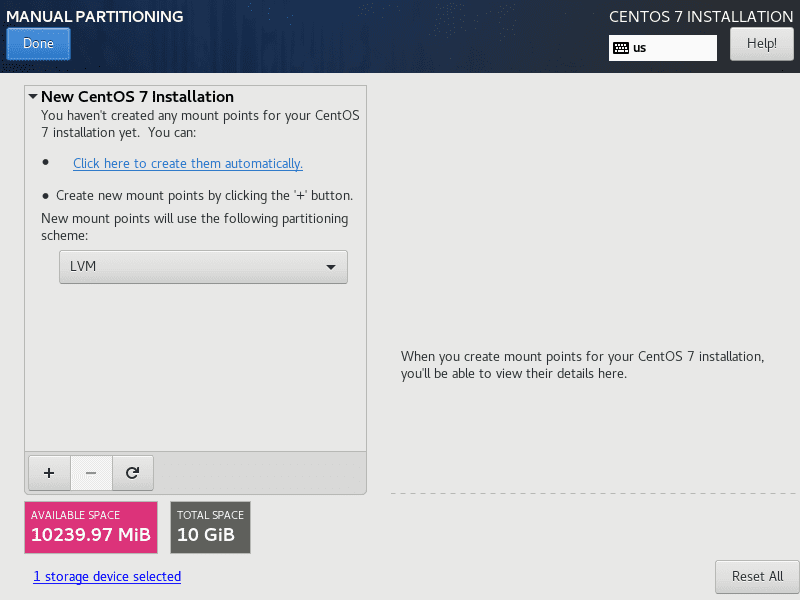 MANUAL PARTITIONING
CENTOS 7 INSTALLATION
Done
us
Help!
New CentOS 7 Installation
You haven't created any mount points for your CentOS
7 installation yet. You can:
● Click here to create them automatically.
● Create new mount points by clicking the '+' button.
New mount points will use the following partitioning
scheme:
LVM
When you create mount points for your CentOS 7 installation,
you'll be able to view their details here.
+ −
AVAILABLE SPACE
10239.97 MiB
TOTAL SPACE
10 GiB
1 storage device selected
Reset All